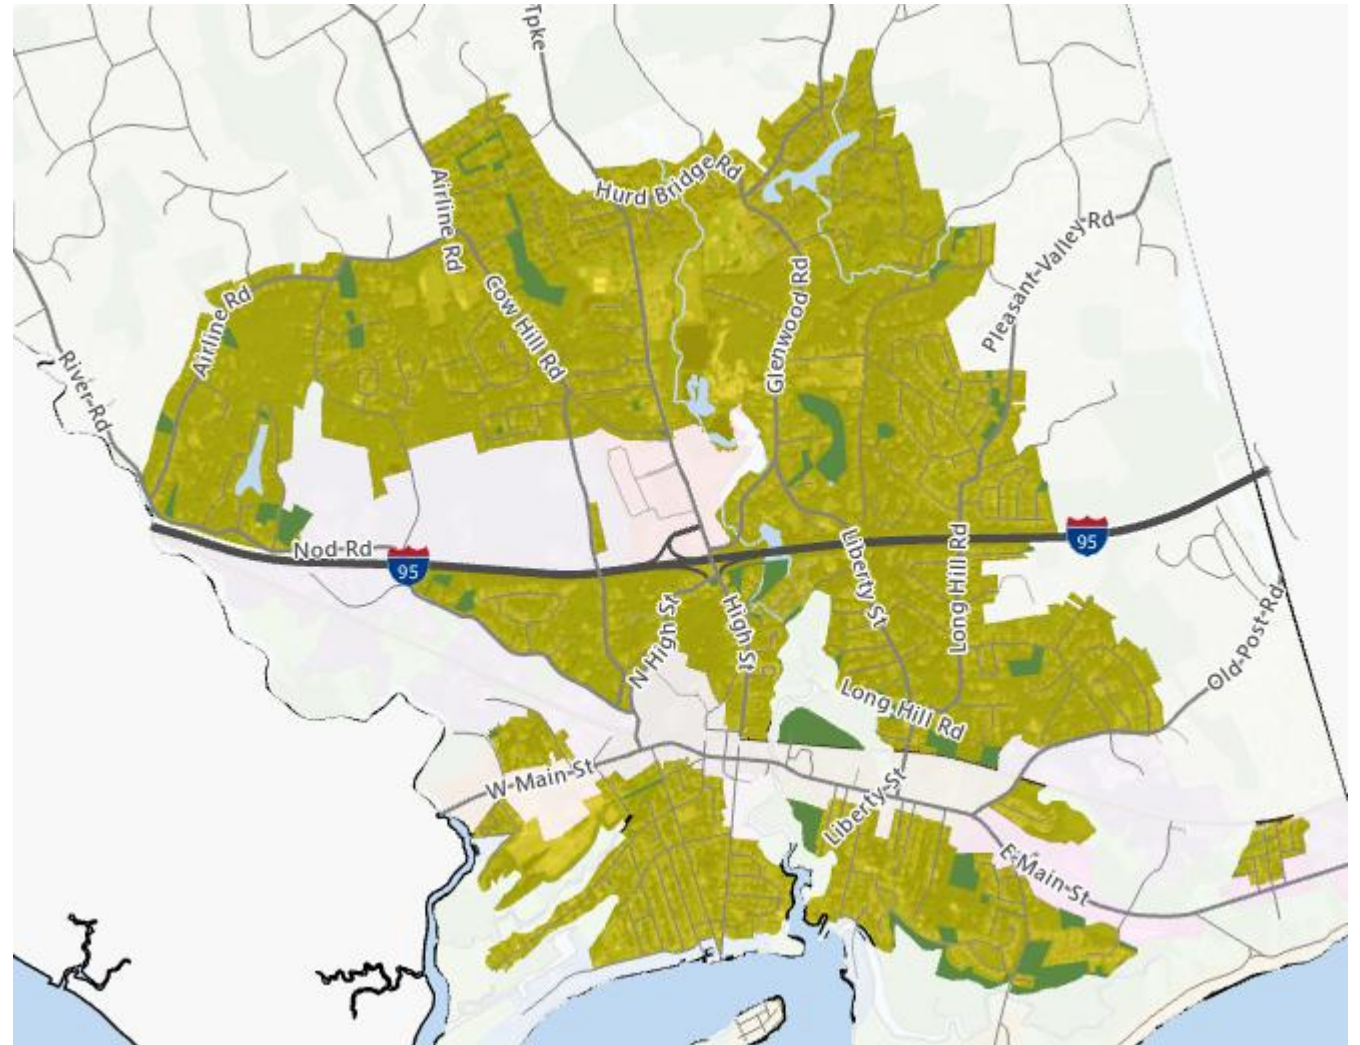 Tpke
Hurd Bridge Rd
Airline Rd
Pleasant-Valley-Rd
Cow Hill Rd
Glenwood Rd
Airline Rd
River-Rd
Nod-Rd
95
95
Liberty St
Long Hill Rd
N High St
High St
Old-Post-Rd
Long Hill Rd
W-Main-St
Liberty-St
E-Main-St